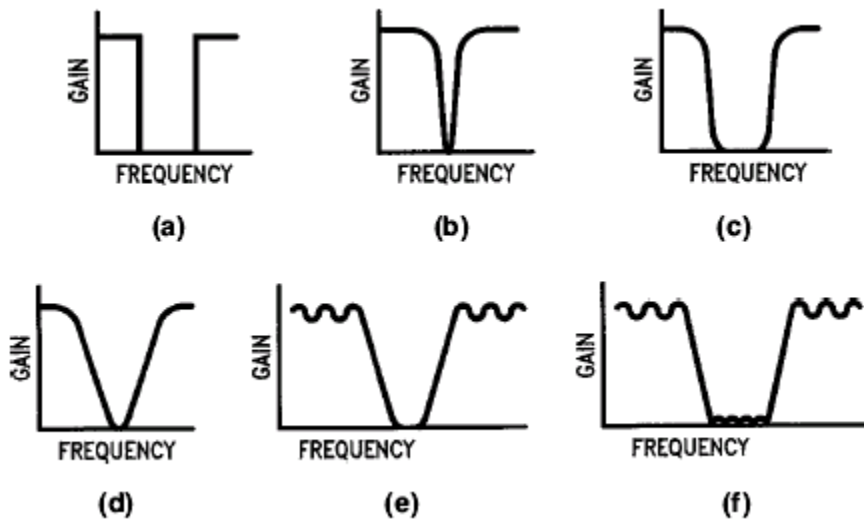 GAIN
FREQUENCY
(a)
GAIN
FREQUENCY
(b)
GAIN
FREQUENCY
(c)
GAIN
FREQUENCY
(d)
GAIN
FREQUENCY
(e)
GAIN
FREQUENCY
(f)